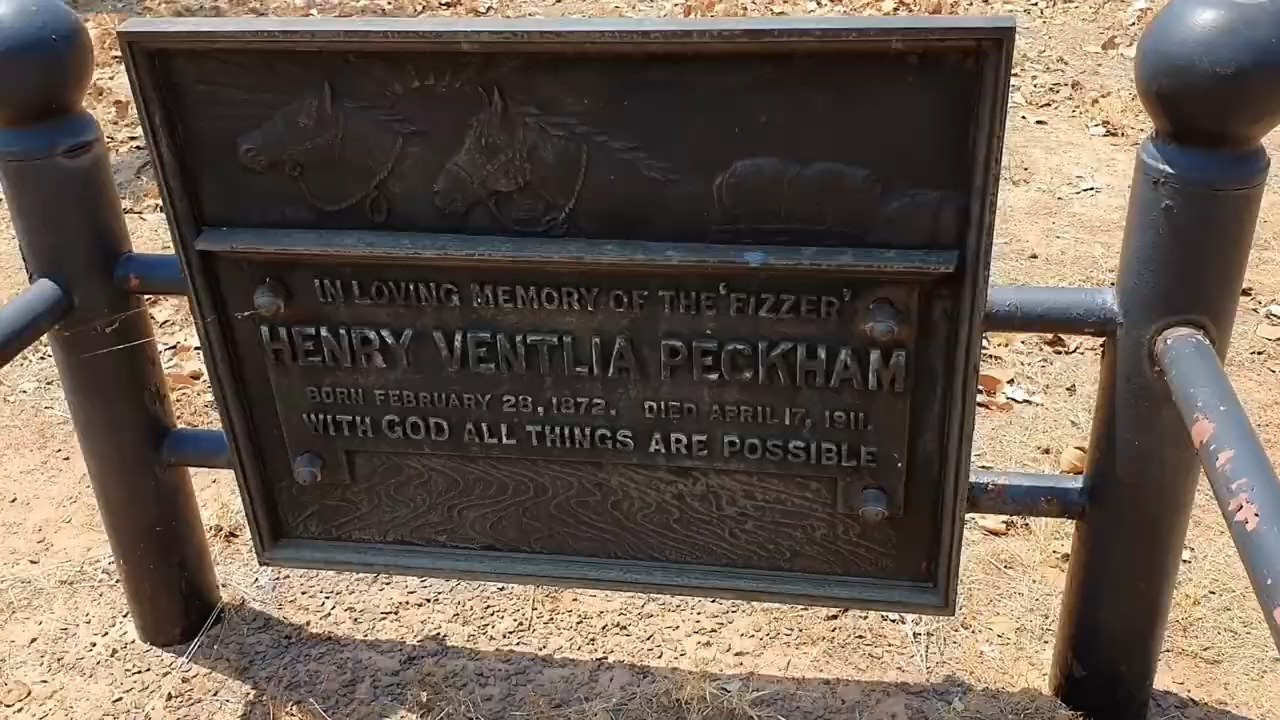 IN LOVING MEMORY OF THE 'FIZZER'
HENRY VENTLIA PECKHAM
BORN FEBRUARY 28, 1872. DIED APRIL 17, 1911.
WITH GOD ALL THINGS ARE POSSIBLE